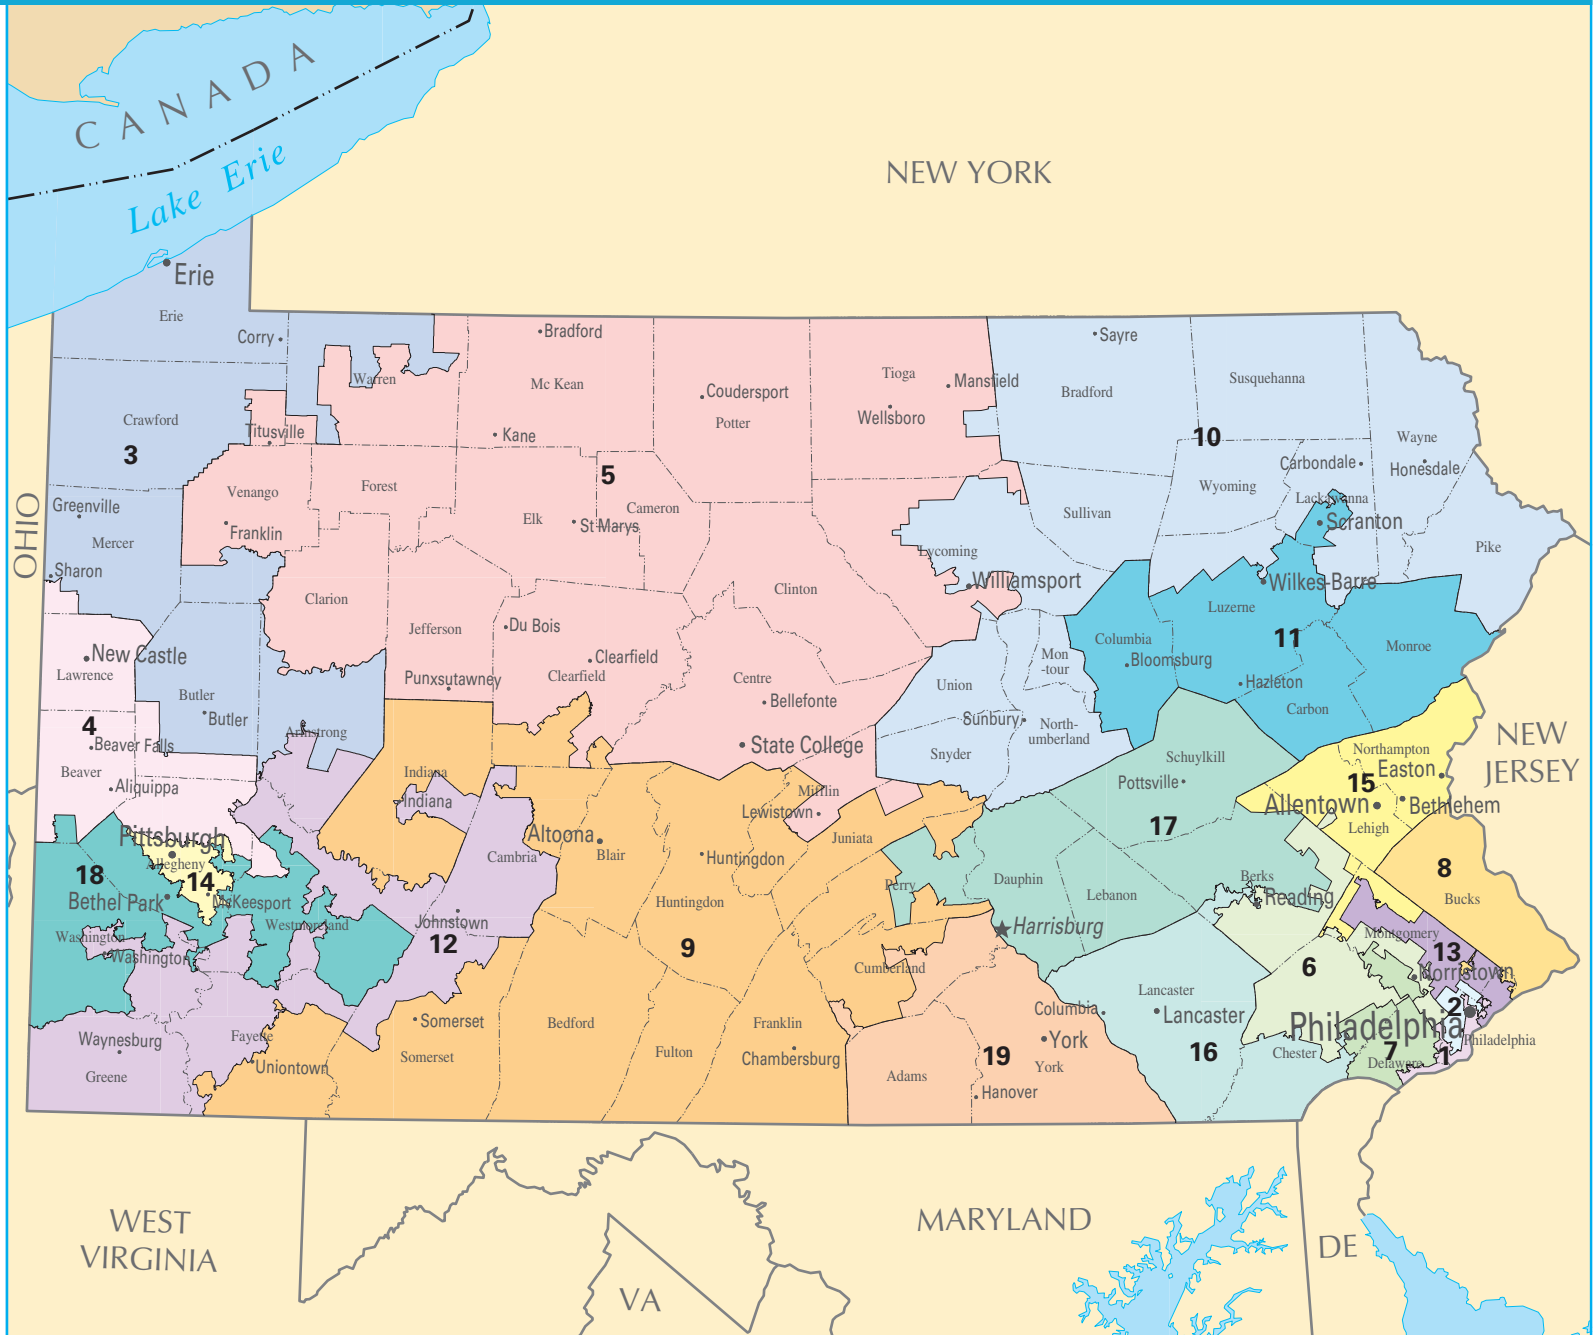 CANADA
Lake Erie
NEW YORK
Erie
Erie
Corry
Bradford
Sayre
Warren
Mc Kean
Tioga
Mansfield
Susquehanna
Coudersport
Bradford
Potter
Wellsboro
Crawford
Titusville
Kane
3
10
Wayne
Carbondale
Honesdale
5
Venango
Forest
Wyoming
Lackawanna
Greenville
Cameron
Elk
St Marys
Sullivan
Scranton
OHIO
Franklin
Mercer
Lycoming
Pike
Sharon
Williamsport
Wilkes-Barre
Clarion
Clinton
Luzerne
Jefferson
Du Bois
Columbia
11
Monroe
New Castle
Clearfield
Mon
-tour
Bloomsburg
Lawrence
Clearfield
Punxsutawney
Centre
Union
Hazleton
Butler
Butler
Bellefonte
Carbon
4
Sunbury
North-
umberland
Armstrong
Beaver Falls
State College
Snyder
Northampton
NEW
JERSEY
Schuylkill
Beaver
Indiana
Easton
Aliquippa
Pottsville
15
Indiana
Mifflin
Allentown
Bethlehem
Lewistown
Pittsburgh
Altoona
Juniata
17
Lehigh
Allegheny
Cambria
Blair
Huntingdon
18
14
Perry
Dauphin
Berks
8
Bethel Park
McKeesport
Huntingdon
Lebanon
Reading
Bucks
Westmoreland
Johnstown
Harrisburg
Washington
12
9
Montgomery
Washington
Cumberland
6
13
Norristown
Lancaster
Columbia
Lancaster
2
Somerset
Bedford
Franklin
Philadelphia
Waynesburg
Fayette
York
Philadelphia
Somerset
Fulton
Chambersburg
19
16
Chester
7
1
Uniontown
York
Delaware
Greene
Adams
Hanover
WEST
VIRGINIA
MARYLAND
DE
VA